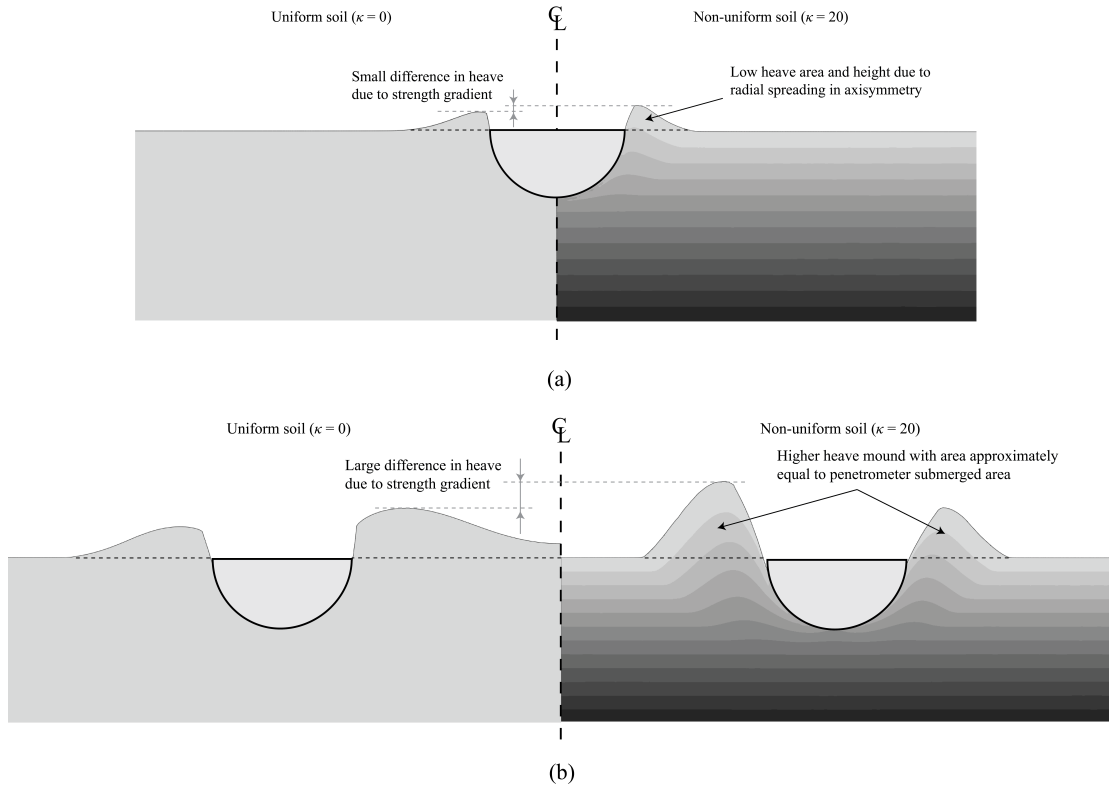 Uniform soil (κ = 0)
℄
Non-uniform soil (κ = 20)
Small difference in heave
due to strength gradient
Low heave area and height due to
radial spreading in axisymmetry
(a)
Uniform soil (κ = 0)
℄
Non-uniform soil (κ = 20)
Large difference in heave
due to strength gradient
Higher heave mound with area approximately
equal to penetrometer submerged area
(b)